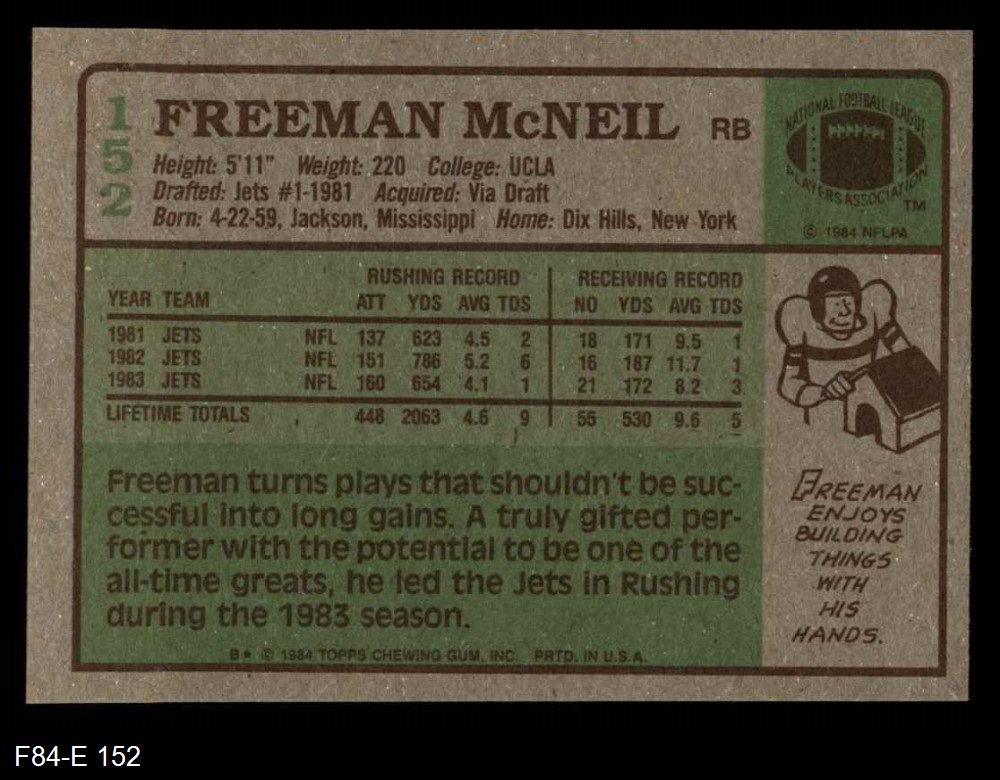 152
FREEMAN McNEIL RB
Height: 5'11" Weight: 220 College: UCLA
Drafted: Jets #1-1981 Acquired: Via Draft
Born: 4-22-59, Jackson, Mississippi Home: Dix Hills, New York
NATIONAL FOOTBALL LEAGUE
PLAYERS ASSOCIATION
TM
© 1984 NFLPA
RUSHING RECORD RECEIVING RECORD
YEAR TEAM ATT YDS AVG TDS NO YDS AVG TDS
1981 JETS NFL 137 623 4.5 2 18 171 9.5 1
1982 JETS NFL 151 786 5.2 6 16 187 11.7 1
1983 JETS NFL 160 654 4.1 1 21 172 8.2 3
LIFETIME TOTALS 448 2063 4.6 9 55 530 9.6 5
Freeman turns plays that shouldn't be suc-
cessful into long gains. A truly gifted per-
former with the potential to be one of the
all-time greats, he led the Jets in Rushing
during the 1983 season.
B* © 1984 TOPPS CHEWING GUM, INC. PRTD. IN U.S.A.
FREEMAN
ENJOYS
BUILDING
THINGS
WITH
HIS
HANDS.
F84-E 152